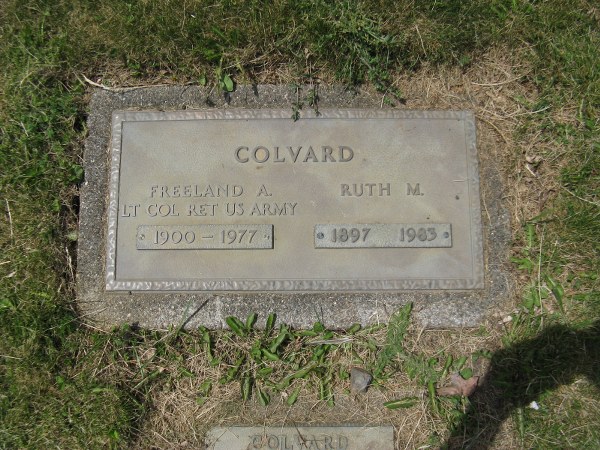 COLVARD
FREELAND A. RUTH M.
LT COL RET US ARMY
1900 – 1977 1897 1983
COLVARD